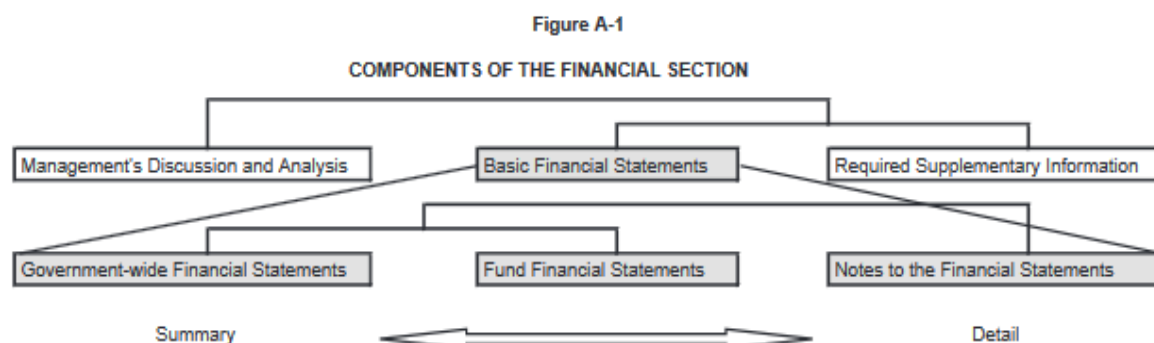 Figure A-1
COMPONENTS OF THE FINANCIAL SECTION
Management's Discussion and Analysis
Basic Financial Statements
Required Supplementary Information
Government-wide Financial Statements
Fund Financial Statements
Notes to the Financial Statements
Summary
Detail